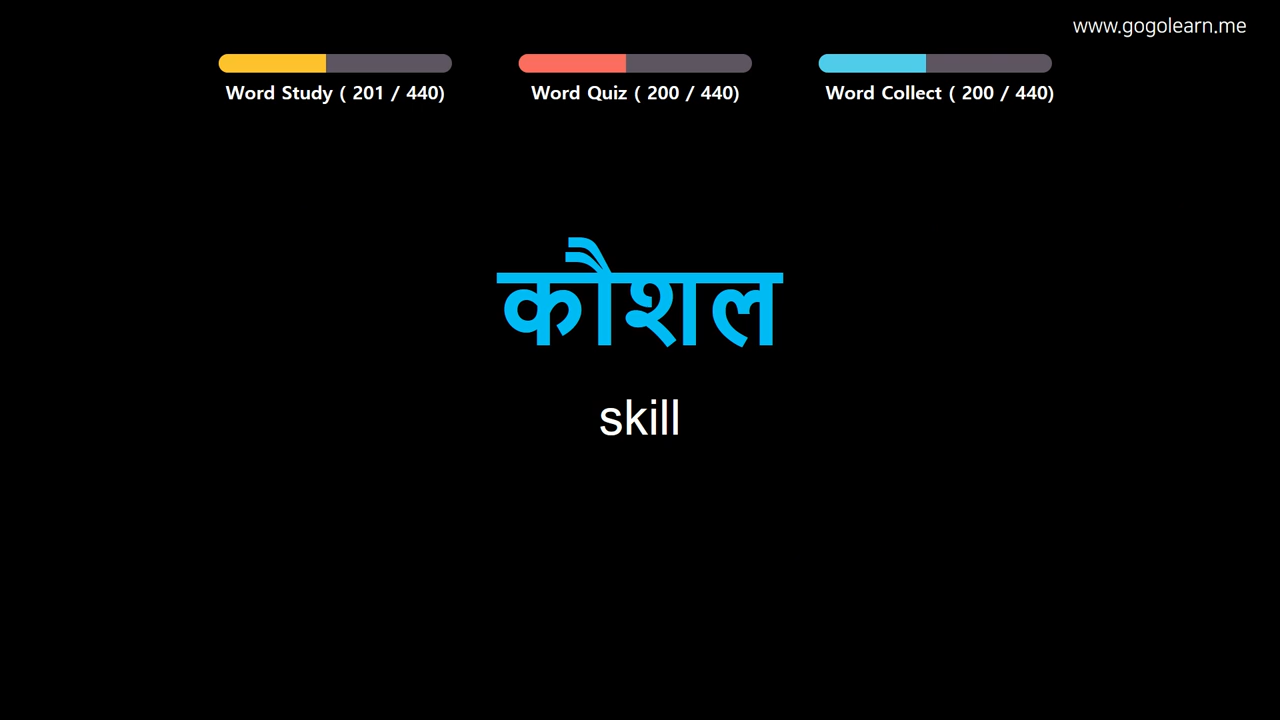 www.gogolearn.me
Word Study ( 201 / 440)
Word Quiz ( 200 / 440)
Word Collect ( 200 / 440)
कौशल
skill